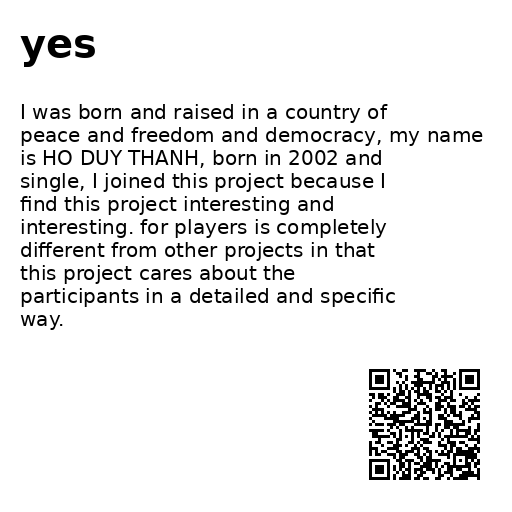 yes
I was born and raised in a country of
peace and freedom and democracy, my name
is HO DUY THANH, born in 2002 and
single, I joined this project because I
find this project interesting and
interesting. for players is completely
different from other projects in that
this project cares about the
participants in a detailed and specific
way.